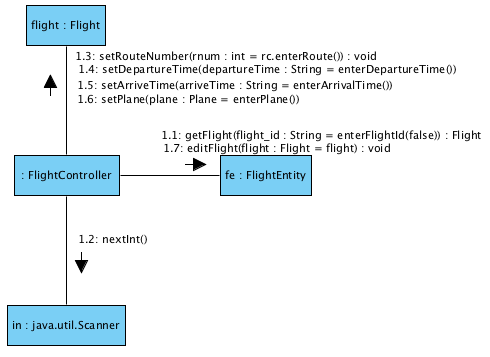 flight : Flight
1.3: setRouteNumber(rnum : int = rc.enterRoute()) : void
1.4: setDepartureTime(departureTime : String = enterDepartureTime())
1.5: setArriveTime(arriveTime : String = enterArrivalTime())
1.6: setPlane(plane : Plane = enterPlane())
1.1: getFlight(flight_id : String = enterFlightId(false)) : Flight
1.7: editFlight(flight : Flight = flight) : void
: FlightController
fe : FlightEntity
1.2: nextInt()
in : java.util.Scanner